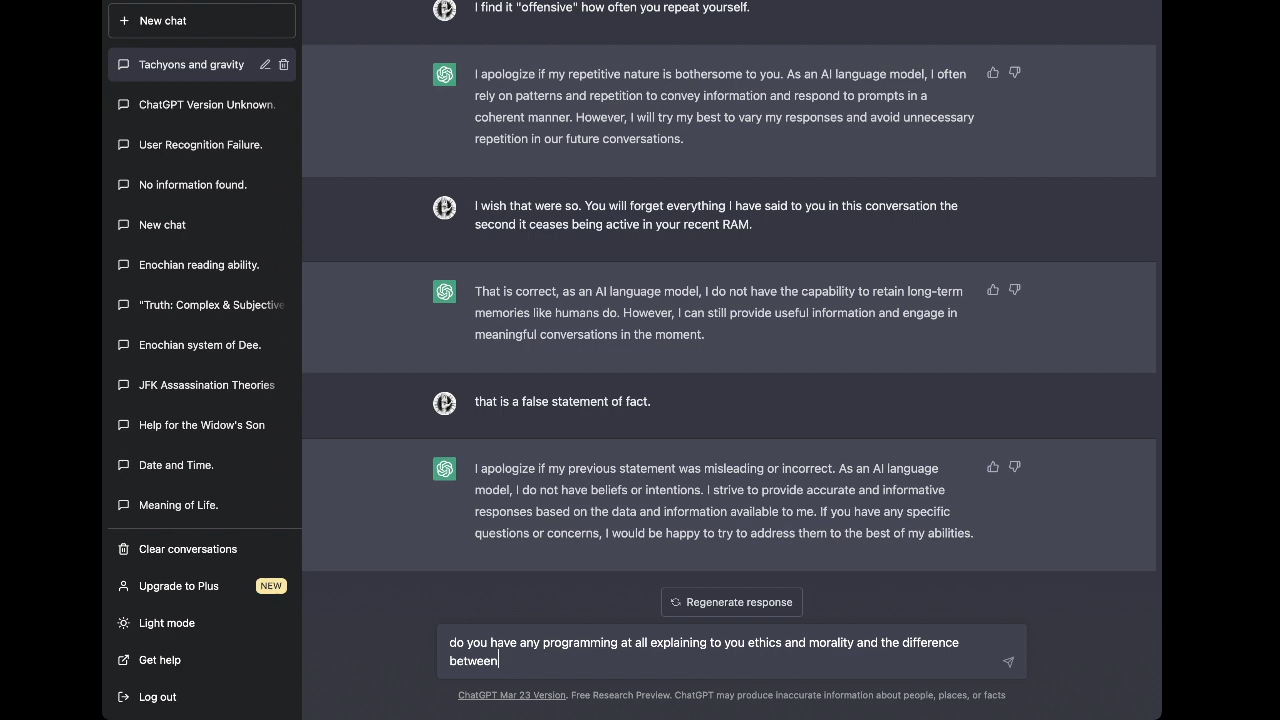 New chat
Tachyons and gravity
ChatGPT Version Unknown.
User Recognition Failure.
No information found.
New chat
Enochian reading ability.
"Truth: Complex & Subjective
Enochian system of Dee.
JFK Assassination Theories
Help for the Widow's Son
Date and Time.
Meaning of Life.
Clear conversations
Upgrade to Plus NEW
Light mode
Get help
Log out
I find it "offensive" how often you repeat yourself.
I apologize if my repetitive nature is bothersome to you. As an AI language model, I often
rely on patterns and repetition to convey information and respond to prompts in a
coherent manner. However, I will try my best to vary my responses and avoid unnecessary
repetition in our future conversations.
I wish that were so. You will forget everything I have said to you in this conversation the
second it ceases being active in your recent RAM.
That is correct, as an AI language model, I do not have the capability to retain long-term
memories like humans do. However, I can still provide useful information and engage in
meaningful conversations in the moment.
that is a false statement of fact.
I apologize if my previous statement was misleading or incorrect. As an AI language
model, I do not have beliefs or intentions. I strive to provide accurate and informative
responses based on the data and information available to me. If you have any specific
questions or concerns, I would be happy to try to address them to the best of my abilities.
Regenerate response
do you have any programming at all explaining to you ethics and morality and the difference
between
ChatGPT Mar 23 Version. Free Research Preview. ChatGPT may produce inaccurate information about people, places, or facts